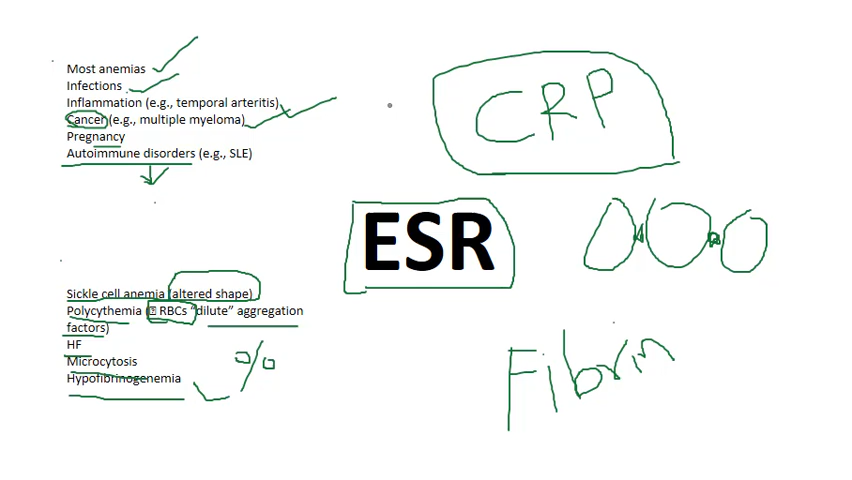 Most anemias
Infections
Inflammation (e.g., temporal arteritis)
Cancer (e.g., multiple myeloma)
Pregnancy
Autoimmune disorders (e.g., SLE)
CRP
ESR
Sickle cell anemia (altered shape)
Polycythemia (⍰ RBCs “dilute” aggregation
factors)
HF
Microcytosis
Hypofibrinogenemia
%
Fibrin